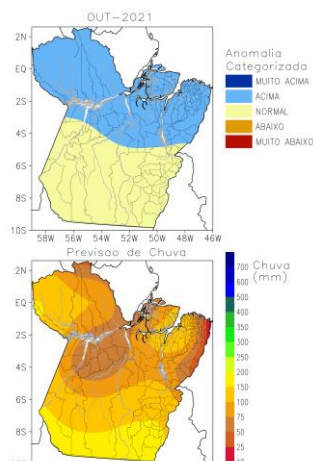 OUT-2021
2N
EQ
2S
4S
6S
8S
10S
58W 56W 54W 52W 50W 48W 46W
Anomalia
Categorizada
MUITO ACIMA
ACIMA
NORMAL
ABAIXO
MUITO ABAIXO
Previsao de Chuva
2N
EQ
2S
4S
6S
8S
Chuva
(mm)
700
500
400
350
300
250
200
150
100
75
50
25
10